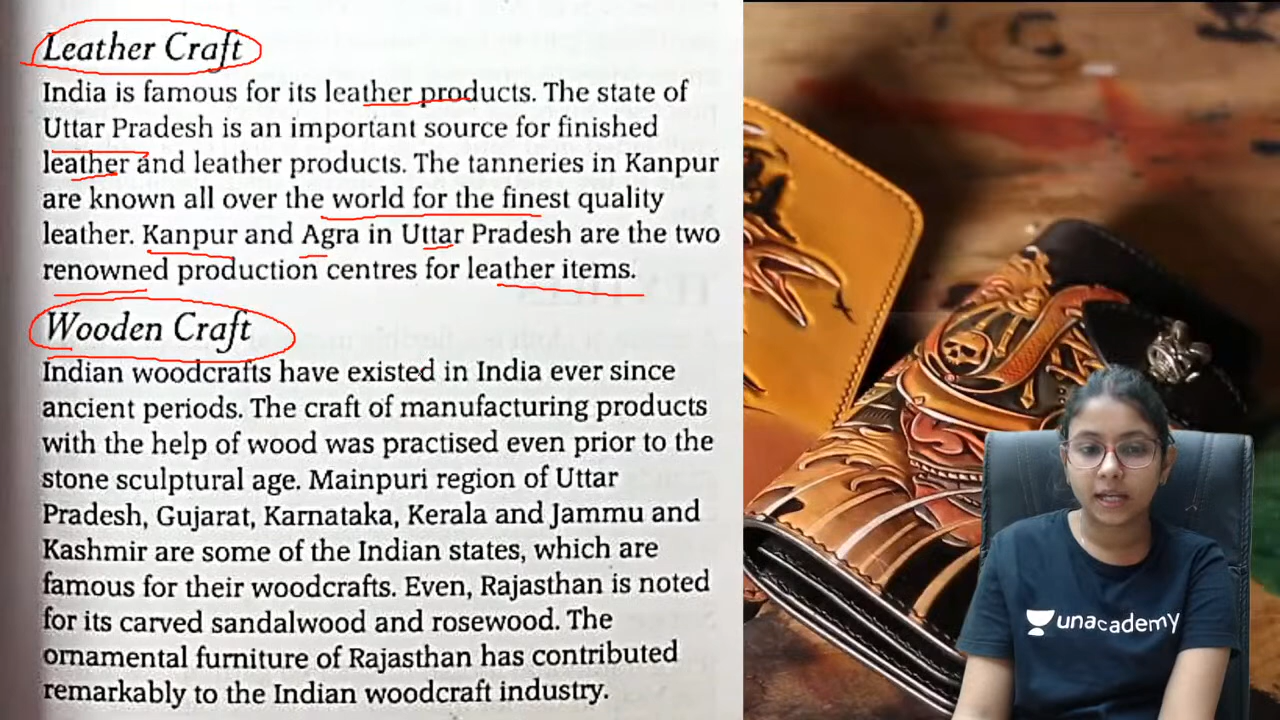 Leather Craft
India is famous for its leather products. The state of
Uttar Pradesh is an important source for finished
leather and leather products. The tanneries in Kanpur
are known all over the world for the finest quality
leather. Kanpur and Agra in Uttar Pradesh are the two
renowned production centres for leather items.
Wooden Craft
Indian woodcrafts have existed in India ever since
ancient periods. The craft of manufacturing products
with the help of wood was practised even prior to the
stone sculptural age. Mainpuri region of Uttar
Pradesh, Gujarat, Karnataka, Kerala and Jammu and
Kashmir are some of the Indian states, which are
famous for their woodcrafts. Even, Rajasthan is noted
for its carved sandalwood and rosewood. The
ornamental furniture of Rajasthan has contributed
remarkably to the Indian woodcraft industry.
unacademy